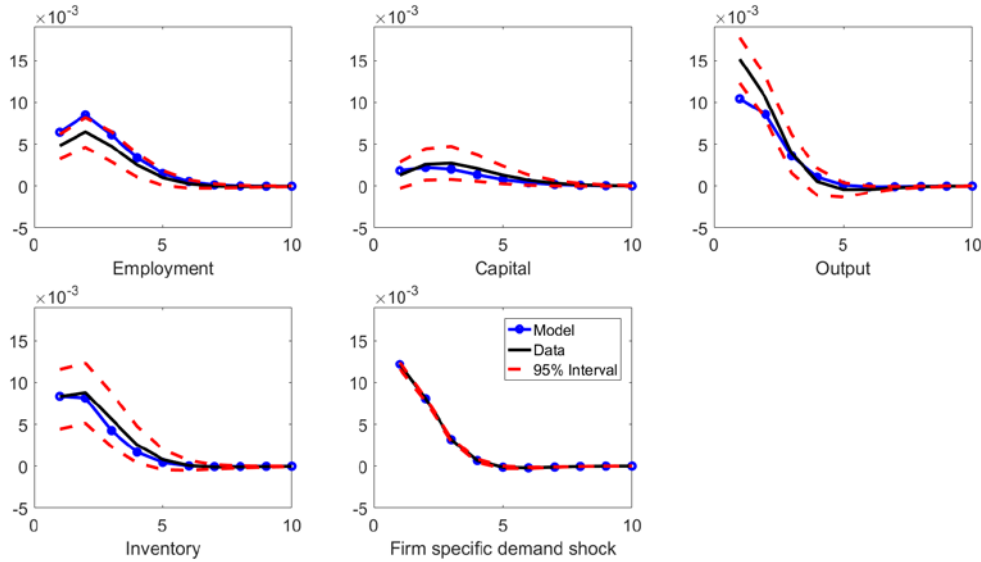 ×10⁻³ ×10⁻³ ×10⁻³
15 15 15
10 10 10
5 5 5
0 0 0
-5 -5 -5
0 5 10 0 5 10 0 5 10
Employment Capital Output
×10⁻³ ×10⁻³
15 15 Model
Data
10 10 95% Interval
5 5
0 0
-5 -5
0 5 10 0 5 10
Inventory Firm specific demand shock